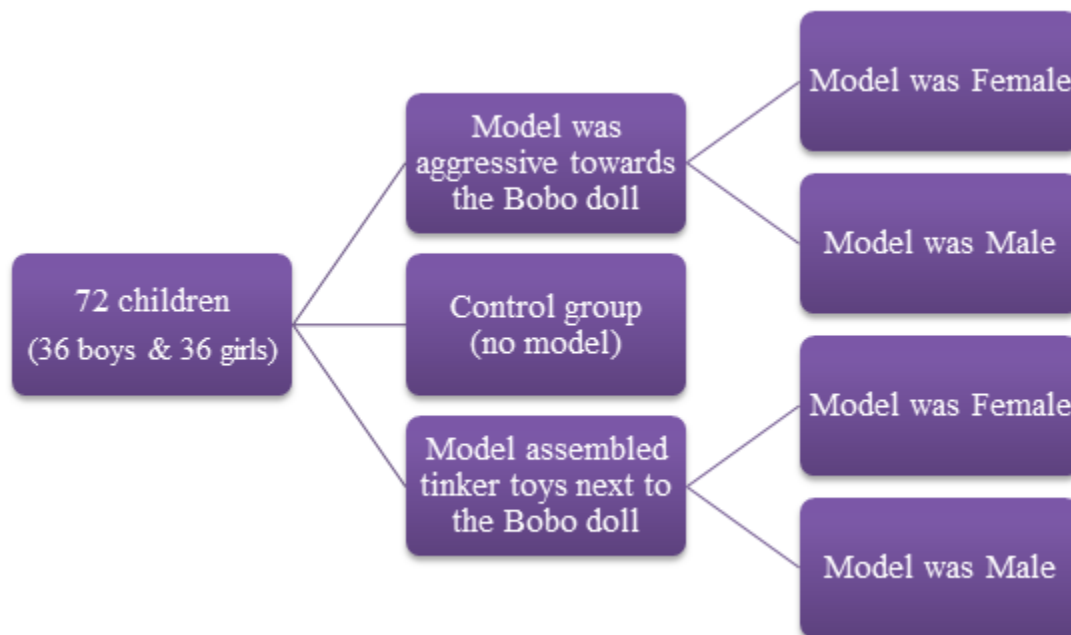 72 children
(36 boys & 36 girls)
Model was
aggressive towards
the Bobo doll
Control group
(no model)
Model assembled
tinker toys next to
the Bobo doll
Model was Female
Model was Male
Model was Female
Model was Male